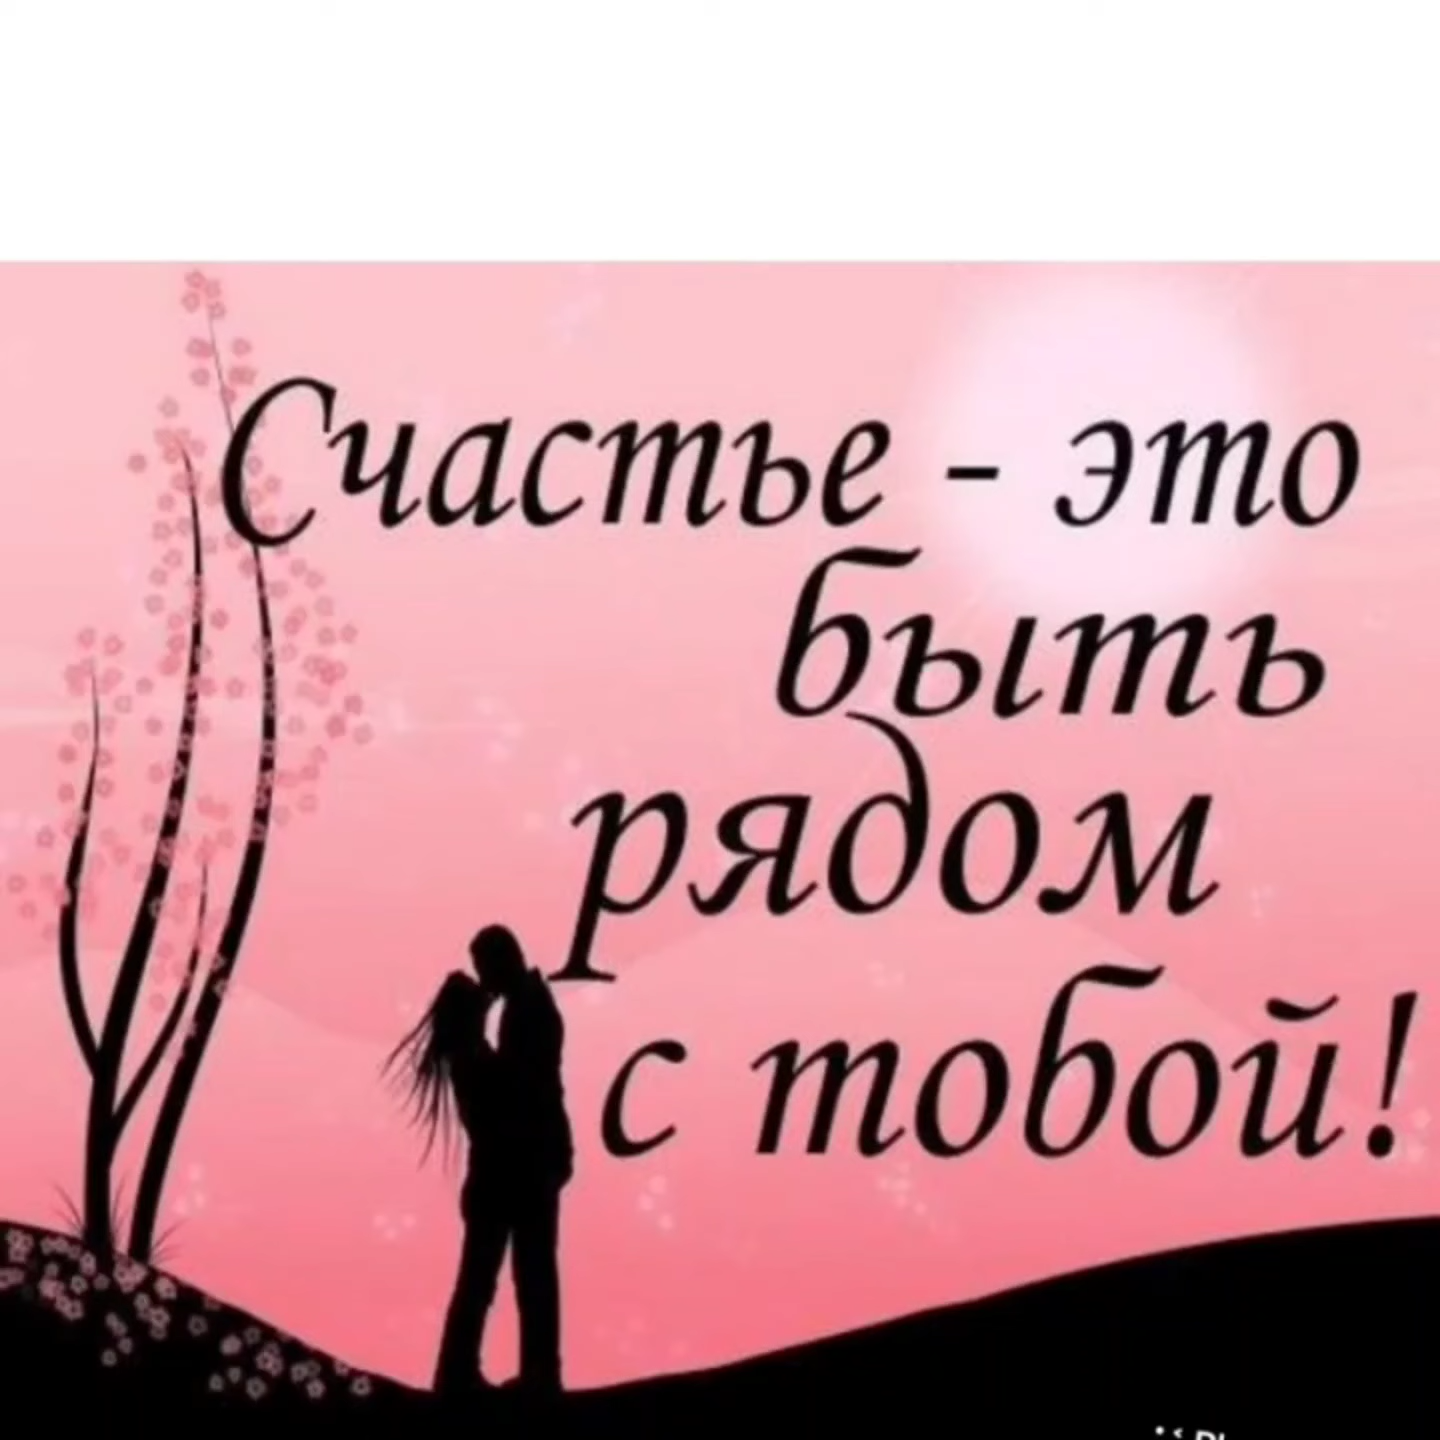 Счастье - это
быть
рядом
с тобой!